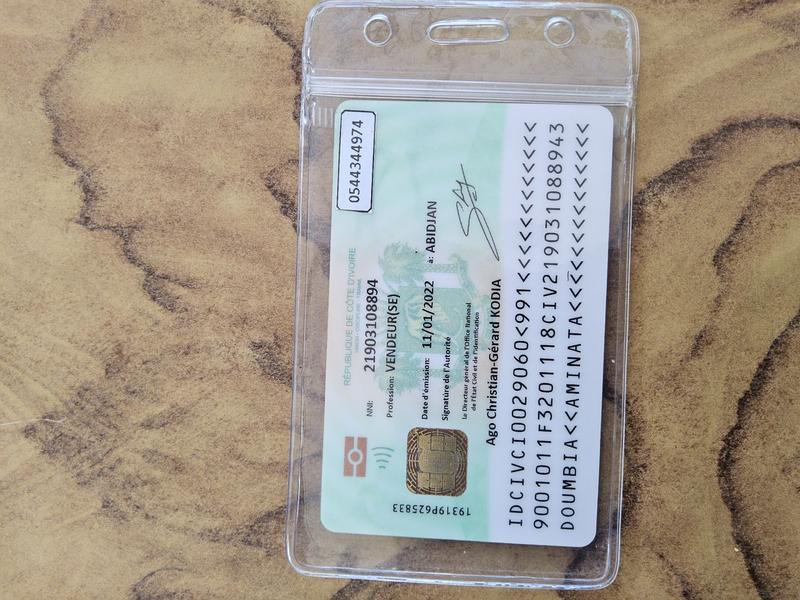 0544344974
RÉPUBLIQUE DE CÔTE D'IVOIRE
NNI: 21903108894
Profession: VENDEUR(SE)
Date d'émission: 11/01/2022 à: ABIDJAN
Signature de l'Autorité
Le Directeur général de l'Office National
de l'État Civil et de l'Identification
Ago Christian-Gérard KODIA
19319P625833
IDCIVCI0029060<991<<<<<<<<<<<<
9001011F3201118CIV219031088943
DOUMBIA<<AMINATA<<<<<<<<<<<<<<